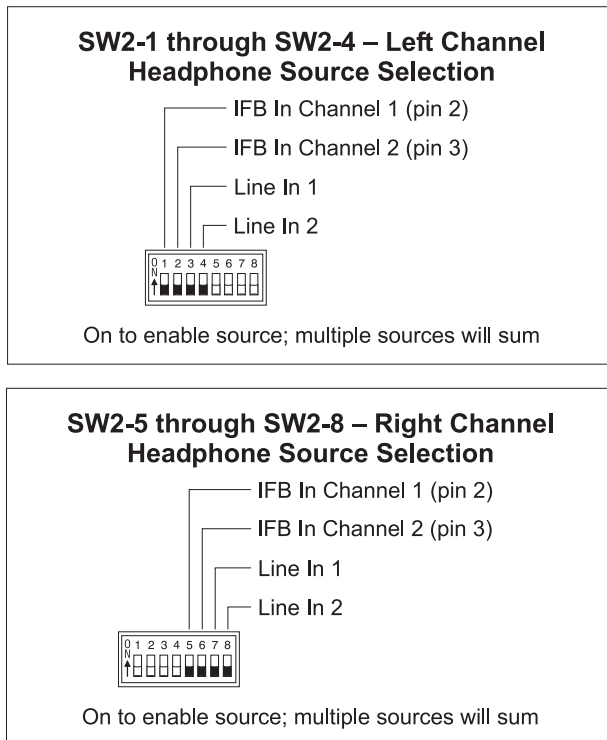 SW2-1 through SW2-4 – Left Channel
Headphone Source Selection
IFB In Channel 1 (pin 2)
IFB In Channel 2 (pin 3)
Line In 1
Line In 2
ON 1 2 3 4 5 6 7 8
On to enable source; multiple sources will sum
SW2-5 through SW2-8 – Right Channel
Headphone Source Selection
IFB In Channel 1 (pin 2)
IFB In Channel 2 (pin 3)
Line In 1
Line In 2
ON 1 2 3 4 5 6 7 8
On to enable source; multiple sources will sum